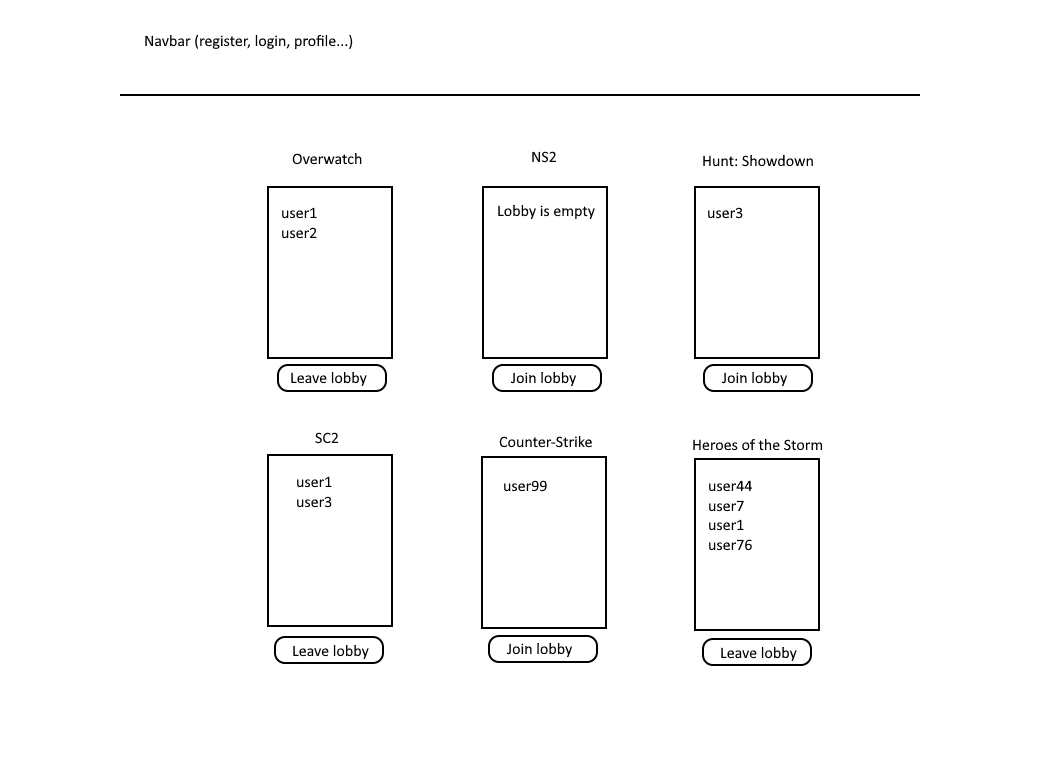 Navbar (register, login, profile...)
Overwatch
user1
user2
Leave lobby
NS2
Lobby is empty
Join lobby
Hunt: Showdown
user3
Join lobby
SC2
user1
user3
Leave lobby
Counter-Strike
user99
Join lobby
Heroes of the Storm
user44
user7
user1
user76
Leave lobby